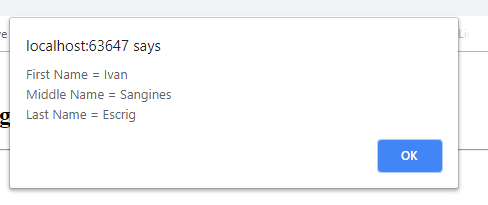 localhost:63647 says
First Name = Ivan
Middle Name = Sangines
Last Name = Escrig
OK